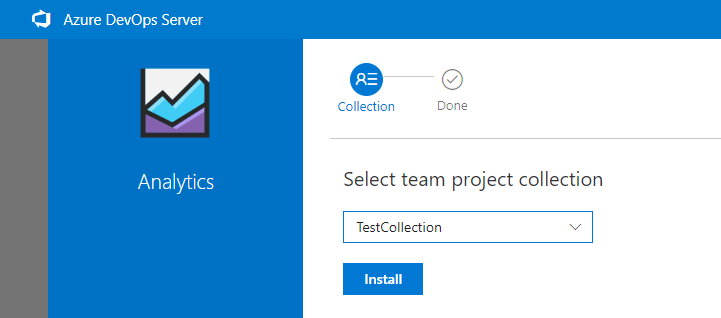 Azure DevOps Server
Analytics
Collection
Done
Select team project collection
TestCollection
Install